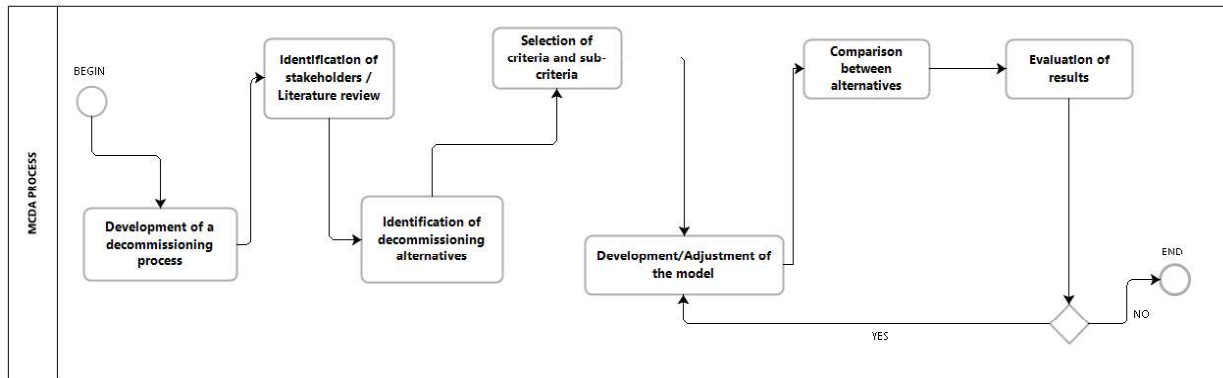 MCDA PROCESS
BEGIN
Development of a
decommissioning
process
Identification of
stakeholders /
Literature review
Identification of
decommissioning
alternatives
Selection of
criteria and sub-
criteria
Development/Adjustment of
the model
Comparison
between
alternatives
Evaluation of
results
YES
NO
END